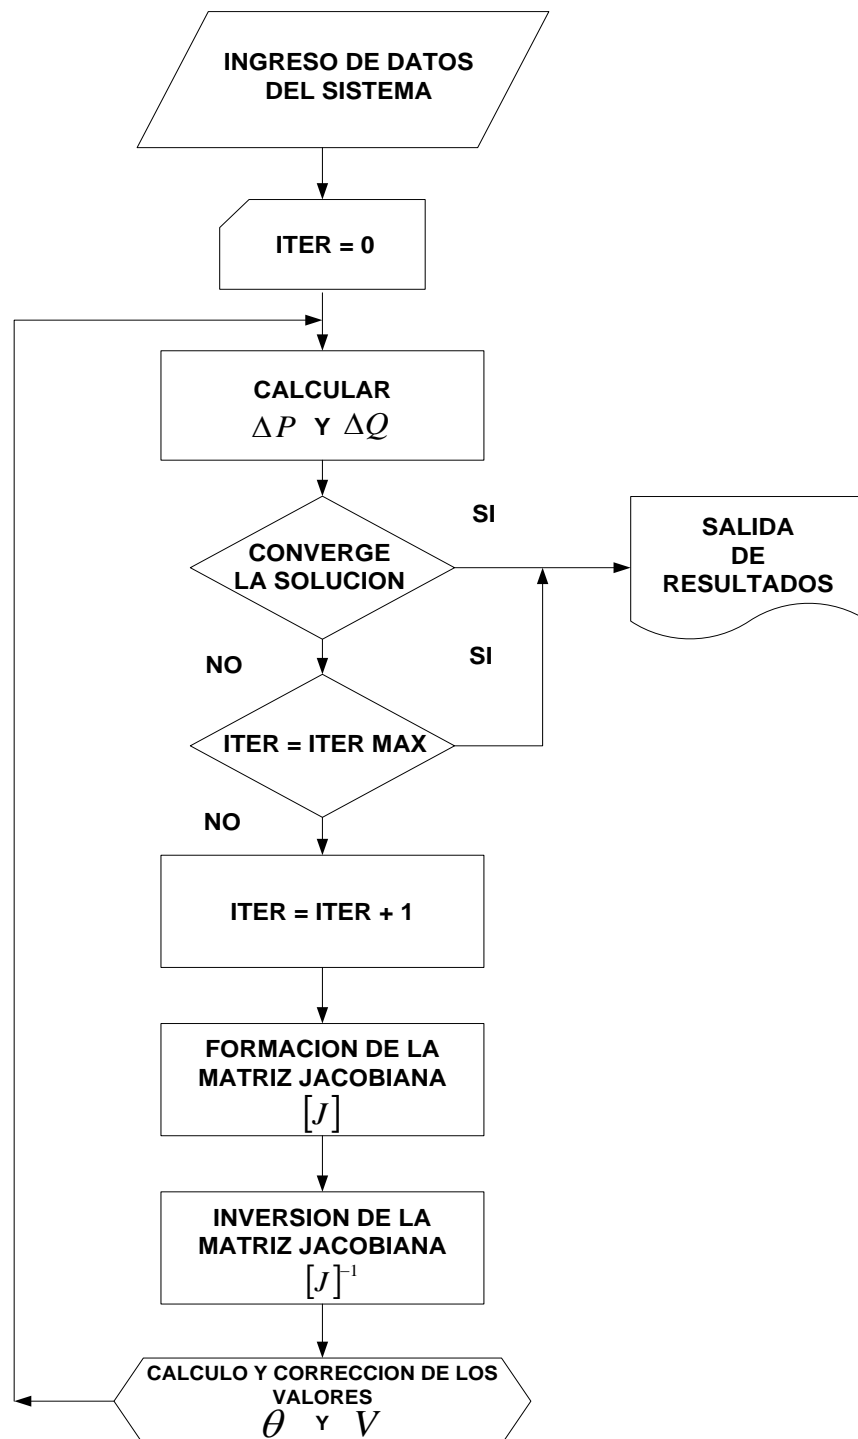 INGRESO DE DATOS
DEL SISTEMA
ITER = 0
CALCULAR
ΔP Y ΔQ
CONVERGE
LA SOLUCION
SI
SALIDA
DE
RESULTADOS
NO
SI
ITER = ITER MAX
NO
ITER = ITER + 1
FORMACION DE LA
MATRIZ JACOBIANA
[J]
INVERSION DE LA
MATRIZ JACOBIANA
[J]⁻¹
CALCULO Y CORRECCION DE LOS
VALORES
θ Y V